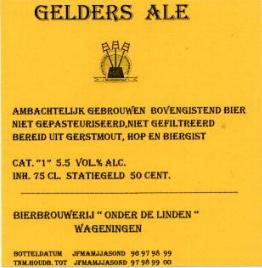 GELDERS ALE
AMBACHTELIJK GEBROUWEN BOVENGISTEND BIER
NIET GEPASTEURISEERD,NIET GEFILTREERD
BEREID UIT GERSTMOUT, HOP EN BIERGIST
CAT. "1" 5.5 VOL.% ALC.
INH. 75 CL. STATIEGELD 50 CENT.
BIERBROUWERIJ " ONDER DE LINDEN "
WAGENINGEN
BOTTELDATUM JFMAMJJASOND 96 97 98 99
TNM.HOUDB.TOT JFMAMJJASOND 97 98 99 00